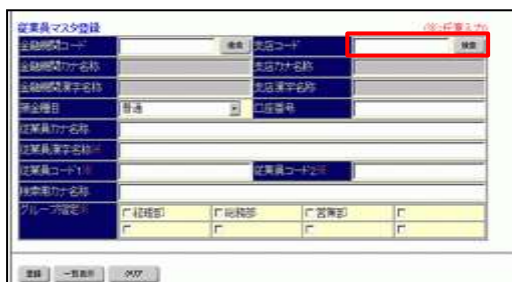 従業員マスタ登録 (※:任意入力)
金融機関コード 検索 支店コード 検索
金融機関カナ名称 支店カナ名称
金融機関漢字名称 支店漢字名称
預金種目 普通 口座番号
従業員カナ名称
従業員漢字名称※
従業員コード1※ 従業員コード2※
検索用カナ名称
グループ指定※ 経理部 総務部 営業部
登録 一覧表示 クリア